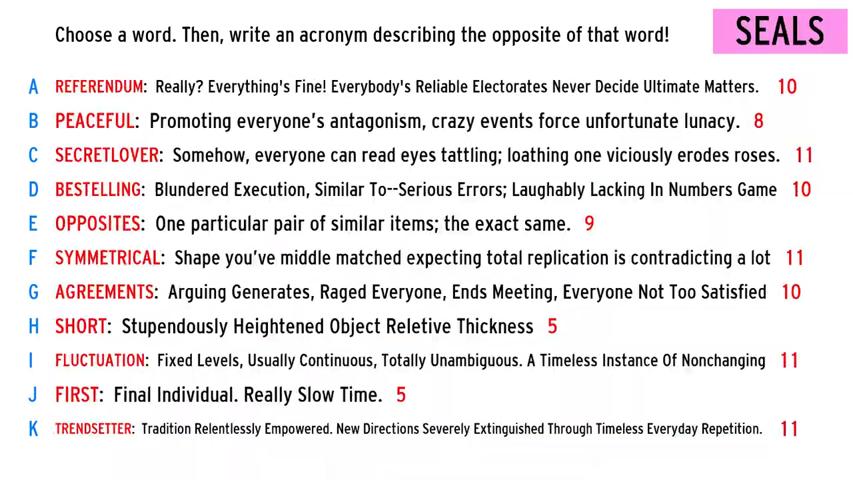 Choose a word. Then, write an acronym describing the opposite of that word!
SEALS
A REFERENDUM: Really? Everything's Fine! Everybody's Reliable Electorates Never Decide Ultimate Matters. 10
B PEACEFUL: Promoting everyone's antagonism, crazy events force unfortunate lunacy. 8
C SECRETLOVER: Somehow, everyone can read eyes tattling; loathing one viciously erodes roses. 11
D BESTELLING: Blundered Execution, Similar To--Serious Errors; Laughably Lacking In Numbers Game 10
E OPPOSITES: One particular pair of similar items; the exact same. 9
F SYMMETRICAL: Shape you've middle matched expecting total replication is contradicting a lot 11
G AGREEMENTS: Arguing Generates, Raged Everyone, Ends Meeting, Everyone Not Too Satisfied 10
H SHORT: Stupendously Heightened Object Reletive Thickness 5
I FLUCTUATION: Fixed Levels, Usually Continuous, Totally Unambiguous. A Timeless Instance Of Nonchanging 11
J FIRST: Final Individual. Really Slow Time. 5
K TRENDSETTER: Tradition Relentlessly Empowered. New Directions Severely Extinguished Through Timeless Everyday Repetition. 11